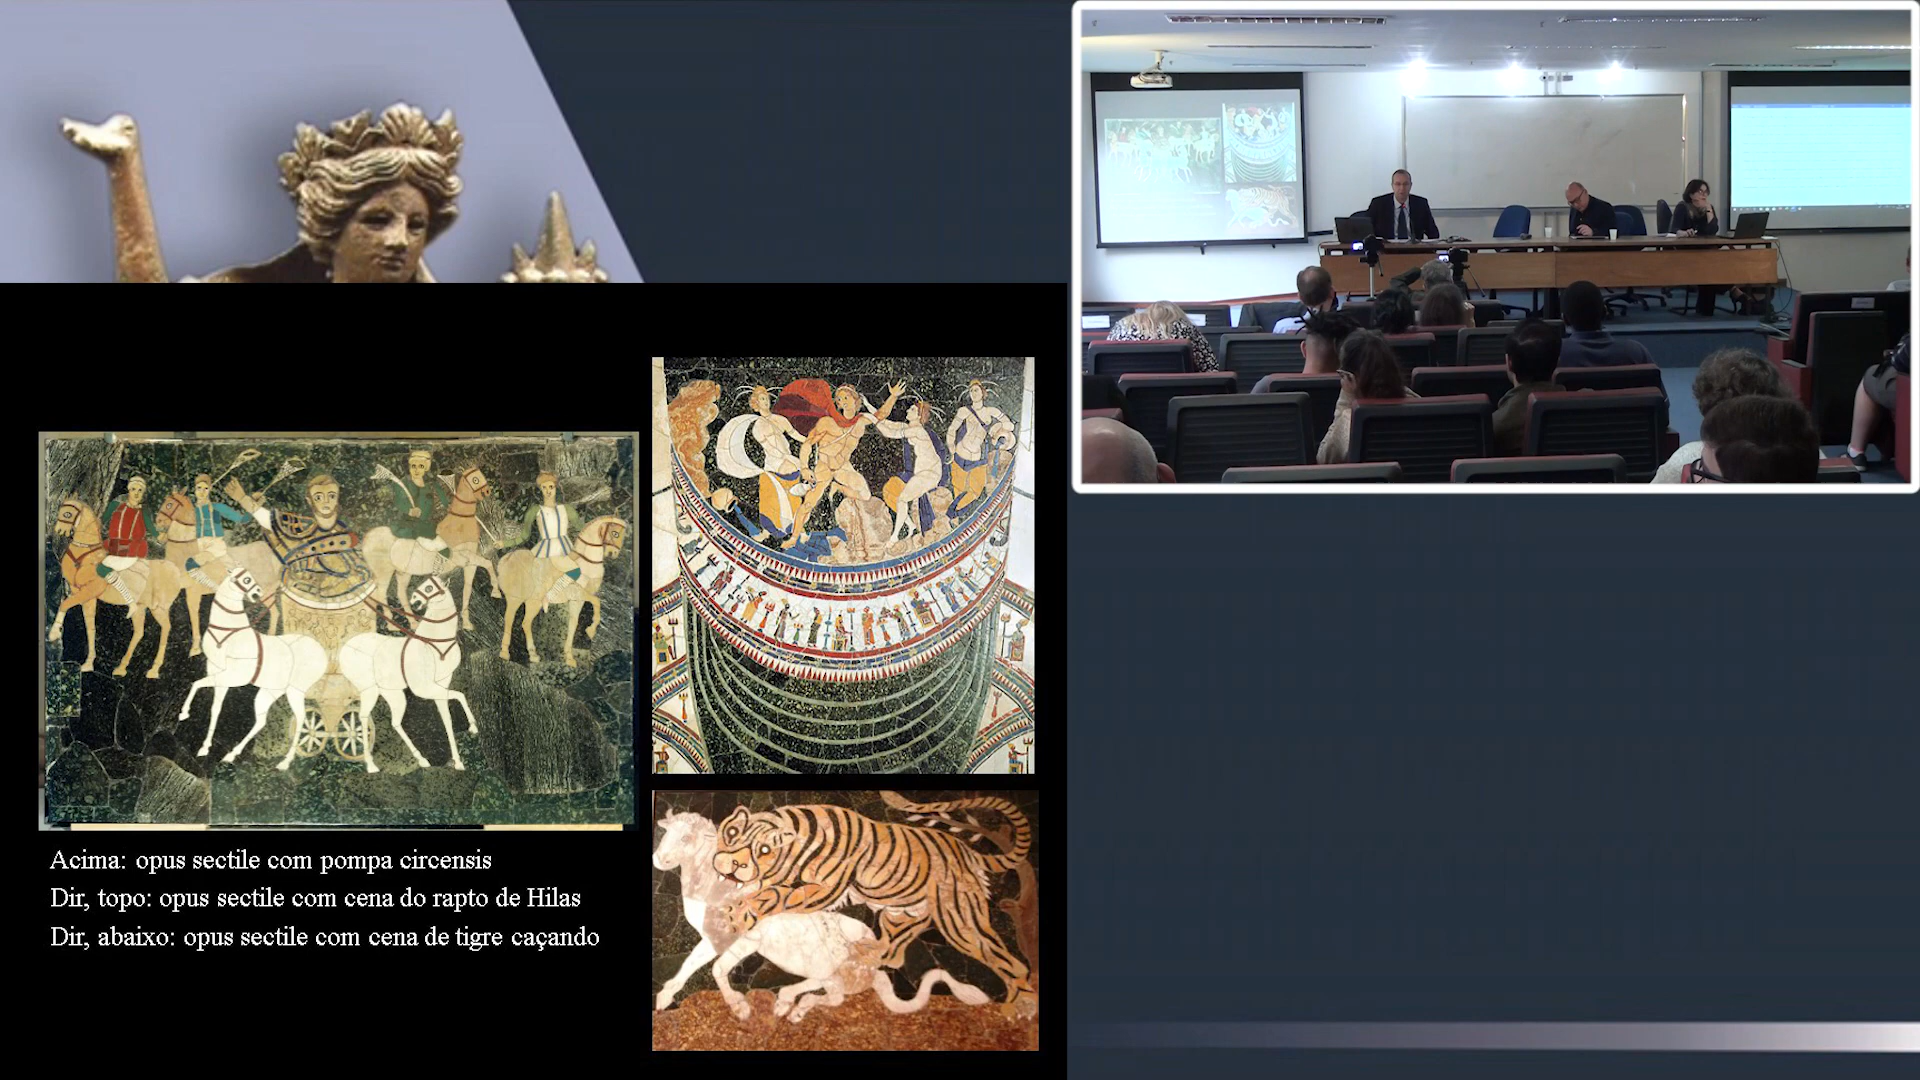 Acima: opus sectile com pompa circensis
Dir, topo: opus sectile com cena do rapto de Hilas
Dir, abaixo: opus sectile com cena de tigre caçando